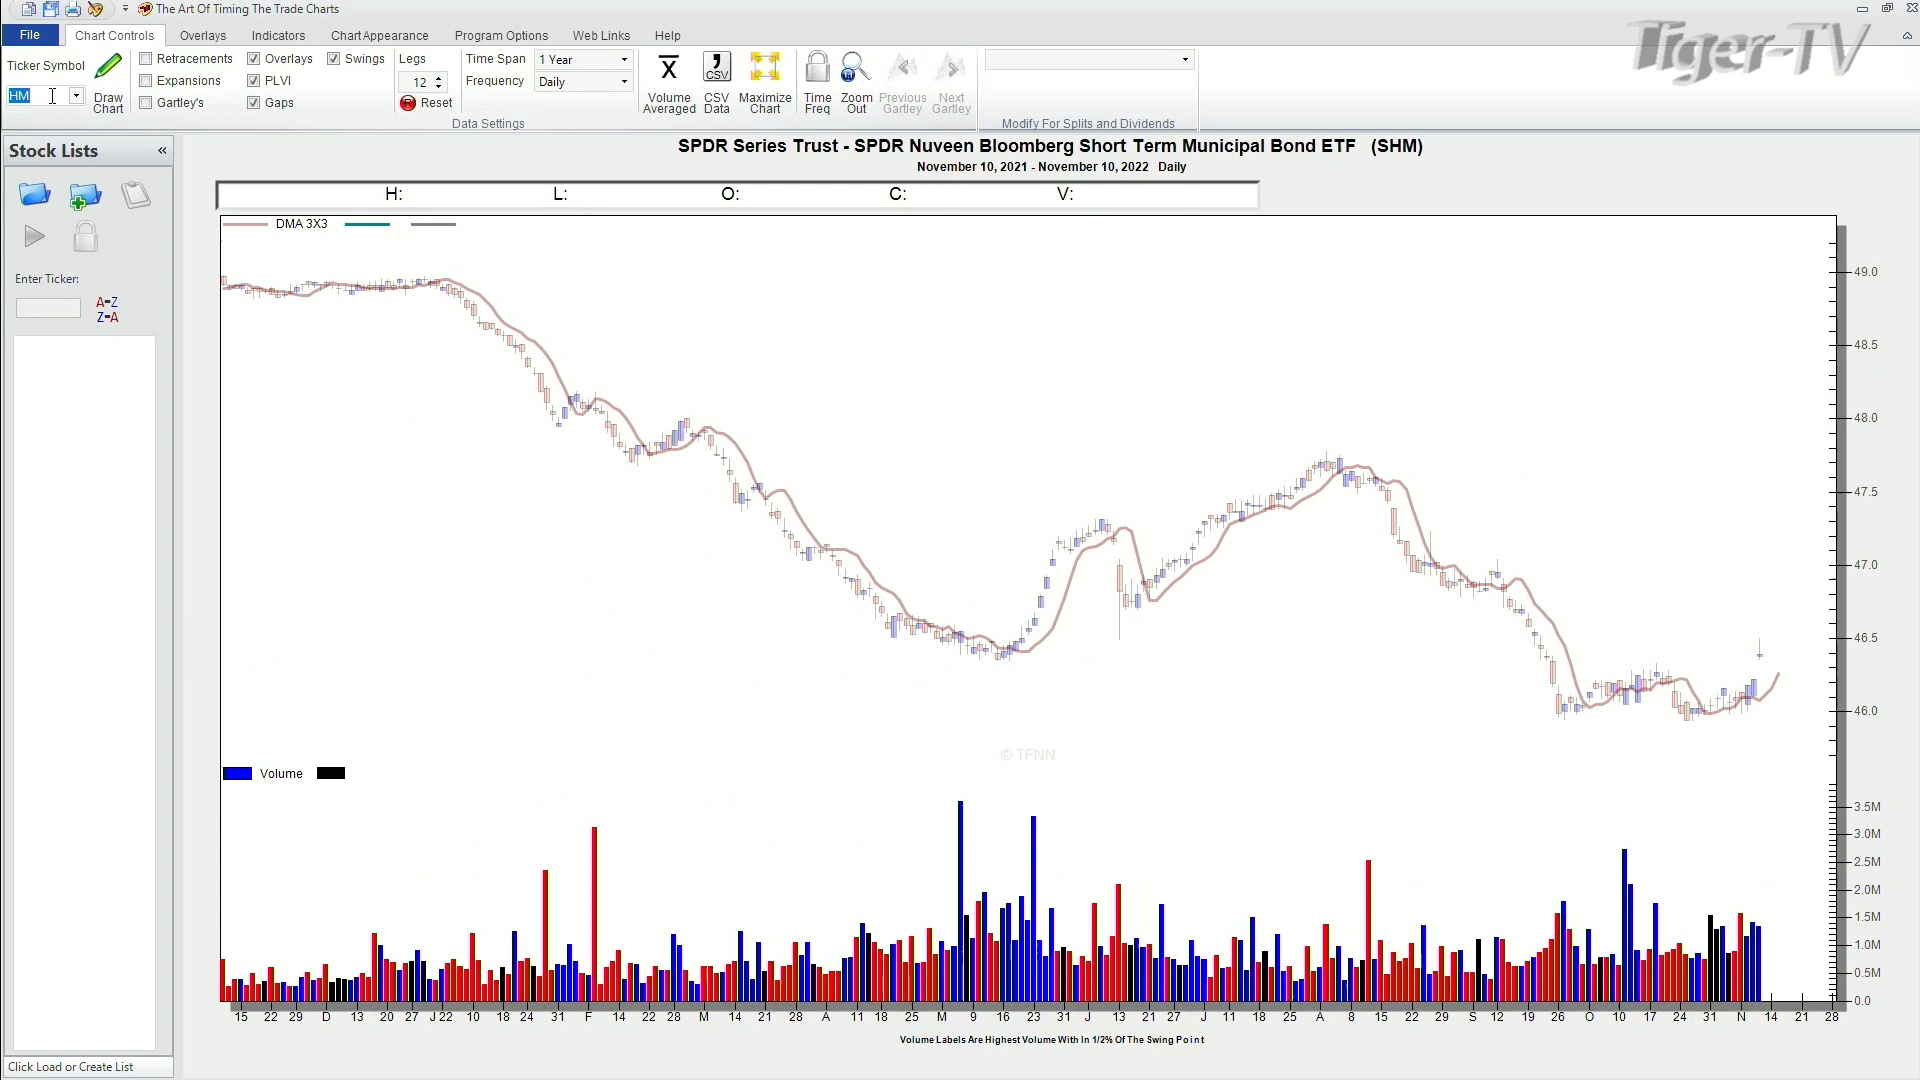 The Art Of Timing The Trade Charts
File Chart Controls Overlays Indicators Chart Appearance Program Options Web Links Help
Tiger-TV
Ticker Symbol
HM
Draw
Chart
Retracements
Expansions
Gartley's
Overlays
PLVI
Gaps
Swings
Legs
12
Reset
Time Span 1 Year
Frequency Daily
Volume
Averaged
CSV
CSV
Data
Maximize
Chart
Time
Freq
Zoom
Out
Previous
Gartley
Next
Gartley
Data Settings
Modify For Splits and Dividends
Stock Lists «
Enter Ticker:
A=Z
Z=A
Click Load or Create List
SPDR Series Trust - SPDR Nuveen Bloomberg Short Term Municipal Bond ETF (SHM)
November 10, 2021 - November 10, 2022 Daily
H: L: O: C: V:
DMA 3X3
49.0
48.5
48.0
47.5
47.0
46.5
46.0
© TFNN
Volume
3.5M
3.0M
2.5M
2.0M
1.5M
1.0M
0.5M
0.0
15 22 29 D 13 20 27 J 22 10 18 24 31 F 14 22 28 M 14 21 28 A 11 18 25 M 9 16 23 31 J 13 21 27 J 11 18 25 A 8 15 22 29 S 12 19 26 O 10 17 24 31 N 14 21 28
Volume Labels Are Highest Volume With In 1/2% Of The Swing Point